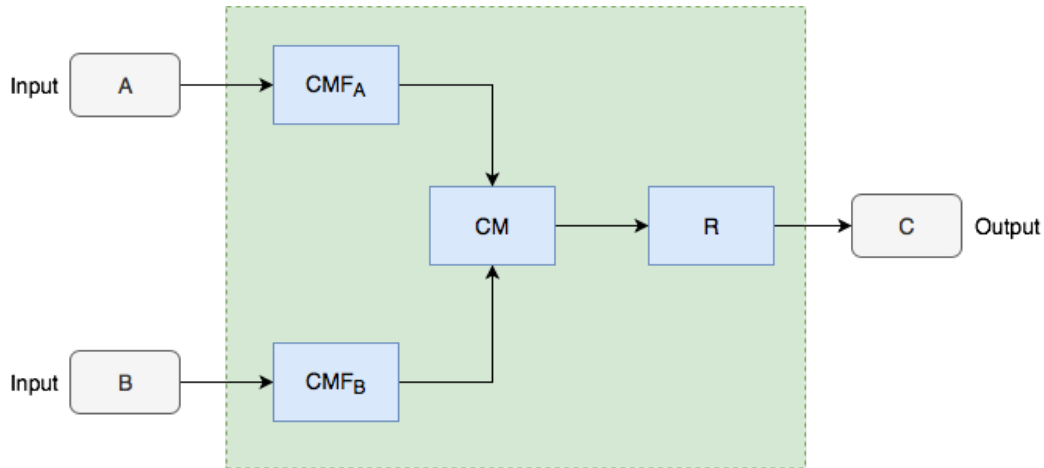 Input
A
CMF_A
CM
R
C
Output
Input
B
CMF_B